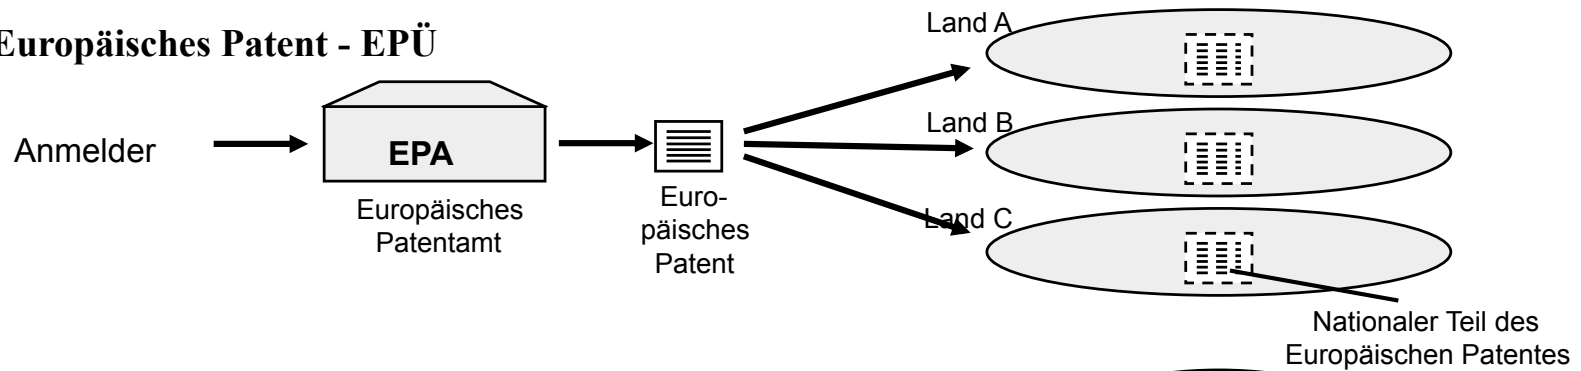 Europäisches Patent - EPÜ
Anmelder
EPA
Europäisches
Patentamt
Euro-
päisches
Patent
Land A
Land B
Land C
Nationaler Teil des
Europäischen Patentes